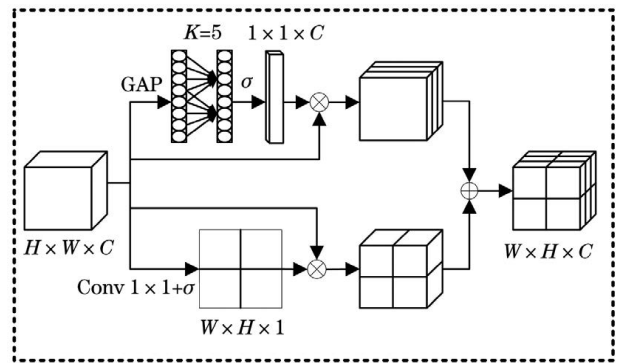 K=5
1×1×C
GAP
σ
H×W×C
Conv 1×1+σ
W×H×1
W×H×C